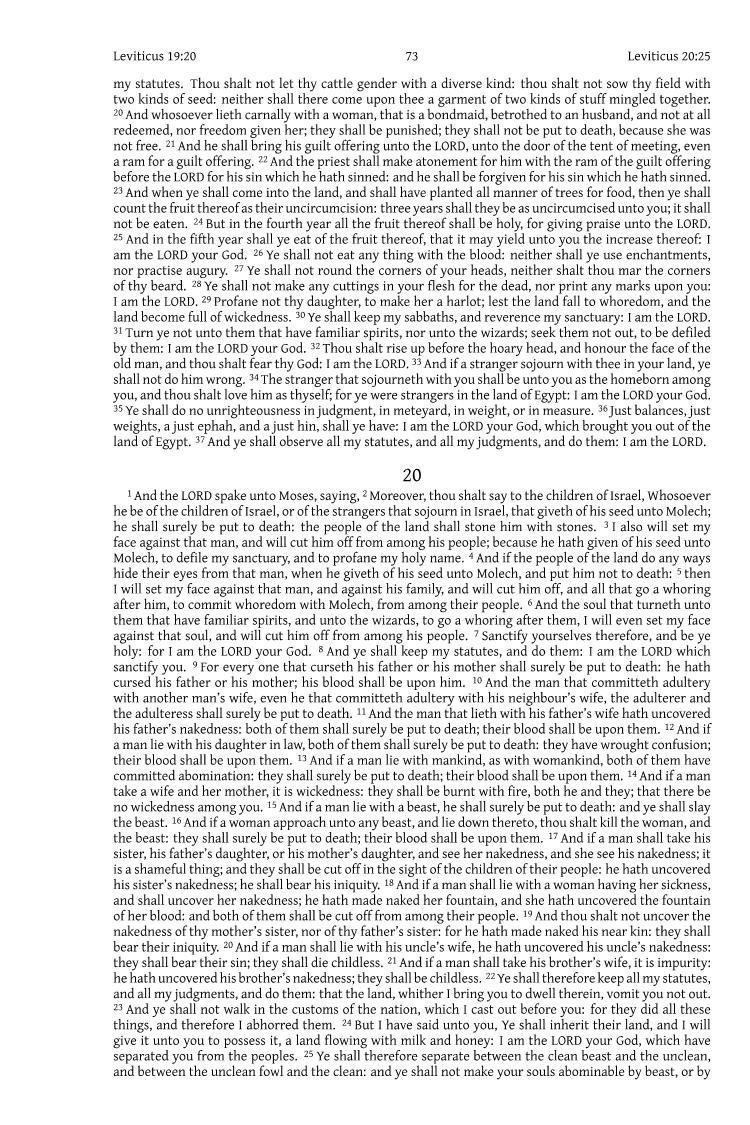 Leviticus 19:20 73 Leviticus 20:25
my statutes. Thou shalt not let thy cattle gender with a diverse kind: thou shalt not sow thy field with
two kinds of seed: neither shall there come upon thee a garment of two kinds of stuff mingled together.
20 And whosoever lieth carnally with a woman, that is a bondmaid, betrothed to an husband, and not at all
redeemed, nor freedom given her; they shall be punished; they shall not be put to death, because she was
not free. 21 And he shall bring his guilt offering unto the LORD, unto the door of the tent of meeting, even
a ram for a guilt offering. 22 And the priest shall make atonement for him with the ram of the guilt offering
before the LORD for his sin which he hath sinned: and he shall be forgiven for his sin which he hath sinned.
23 And when ye shall come into the land, and shall have planted all manner of trees for food, then ye shall
count the fruit thereof as their uncircumcision: three years shall they be as uncircumcised unto you; it shall
not be eaten. 24 But in the fourth year all the fruit thereof shall be holy, for giving praise unto the LORD.
25 And in the fifth year shall ye eat of the fruit thereof, that it may yield unto you the increase thereof: I
am the LORD your God. 26 Ye shall not eat any thing with the blood: neither shall ye use enchantments,
nor practise augury. 27 Ye shall not round the corners of your heads, neither shalt thou mar the corners
of thy beard. 28 Ye shall not make any cuttings in your flesh for the dead, nor print any marks upon you:
I am the LORD. 29 Profane not thy daughter, to make her a harlot; lest the land fall to whoredom, and the
land become full of wickedness. 30 Ye shall keep my sabbaths, and reverence my sanctuary: I am the LORD.
31 Turn ye not unto them that have familiar spirits, nor unto the wizards; seek them not out, to be defiled
by them: I am the LORD your God. 32 Thou shalt rise up before the hoary head, and honour the face of the
old man, and thou shalt fear thy God: I am the LORD. 33 And if a stranger sojourn with thee in your land, ye
shall not do him wrong. 34 The stranger that sojourneth with you shall be unto you as the homeborn among
you, and thou shalt love him as thyself; for ye were strangers in the land of Egypt: I am the LORD your God.
35 Ye shall do no unrighteousness in judgment, in meteyard, in weight, or in measure. 36 Just balances, just
weights, a just ephah, and a just hin, shall ye have: I am the LORD your God, which brought you out of the
land of Egypt. 37 And ye shall observe all my statutes, and all my judgments, and do them: I am the LORD.
20
1 And the LORD spake unto Moses, saying, 2 Moreover, thou shalt say to the children of Israel, Whosoever
he be of the children of Israel, or of the strangers that sojourn in Israel, that giveth of his seed unto Molech;
he shall surely be put to death: the people of the land shall stone him with stones. 3 I also will set my
face against that man, and will cut him off from among his people; because he hath given of his seed unto
Molech, to defile my sanctuary, and to profane my holy name. 4 And if the people of the land do any ways
hide their eyes from that man, when he giveth of his seed unto Molech, and put him not to death: 5 then
I will set my face against that man, and against his family, and will cut him off, and all that go a whoring
after him, to commit whoredom with Molech, from among their people. 6 And the soul that turneth unto
them that have familiar spirits, and unto the wizards, to go a whoring after them, I will even set my face
against that soul, and will cut him off from among his people. 7 Sanctify yourselves therefore, and be ye
holy: for I am the LORD your God. 8 And ye shall keep my statutes, and do them: I am the LORD which
sanctify you. 9 For every one that curseth his father or his mother shall surely be put to death: he hath
cursed his father or his mother; his blood shall be upon him. 10 And the man that committeth adultery
with another man's wife, even he that committeth adultery with his neighbour's wife, the adulterer and
the adulteress shall surely be put to death. 11 And the man that lieth with his father's wife hath uncovered
his father's nakedness: both of them shall surely be put to death; their blood shall be upon them. 12 And if
a man lie with his daughter in law, both of them shall surely be put to death: they have wrought confusion;
their blood shall be upon them. 13 And if a man lie with mankind, as with womankind, both of them have
committed abomination: they shall surely be put to death; their blood shall be upon them. 14 And if a man
take a wife and her mother, it is wickedness: they shall be burnt with fire, both he and they; that there be
no wickedness among you. 15 And if a man lie with a beast, he shall surely be put to death: and ye shall slay
the beast. 16 And if a woman approach unto any beast, and lie down thereto, thou shalt kill the woman, and
the beast: they shall surely be put to death; their blood shall be upon them. 17 And if a man shall take his
sister, his father's daughter, or his mother's daughter, and see her nakedness, and she see his nakedness; it
is a shameful thing; and they shall be cut off in the sight of the children of their people: he hath uncovered
his sister's nakedness; he shall bear his iniquity. 18 And if a man shall lie with a woman having her sickness,
and shall uncover her nakedness; he hath made naked her fountain, and she hath uncovered the fountain
of her blood: and both of them shall be cut off from among their people. 19 And thou shalt not uncover the
nakedness of thy mother's sister, nor of thy father's sister: for he hath made naked his near kin: they shall
bear their iniquity. 20 And if a man shall lie with his uncle's wife, he hath uncovered his uncle's nakedness:
they shall bear their sin; they shall die childless. 21 And if a man shall take his brother's wife, it is impurity:
he hath uncovered his brother's nakedness; they shall be childless. 22 Ye shall therefore keep all my statutes,
and all my judgments, and do them: that the land, whither I bring you to dwell therein, vomit you not out.
23 And ye shall not walk in the customs of the nation, which I cast out before you: for they did all these
things, and therefore I abhorred them. 24 But I have said unto you, Ye shall inherit their land, and I will
give it unto you to possess it, a land flowing with milk and honey: I am the LORD your God, which have
separated you from the peoples. 25 Ye shall therefore separate between the clean beast and the unclean,
and between the unclean fowl and the clean: and ye shall not make your souls abominable by beast, or by